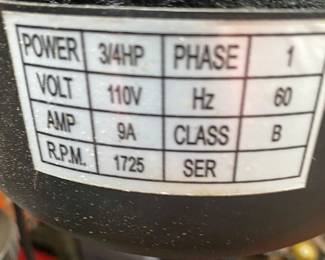 POWER 3/4HP PHASE 1
VOLT 110V Hz 60
AMP 9A CLASS B
R.P.M. 1725 SER